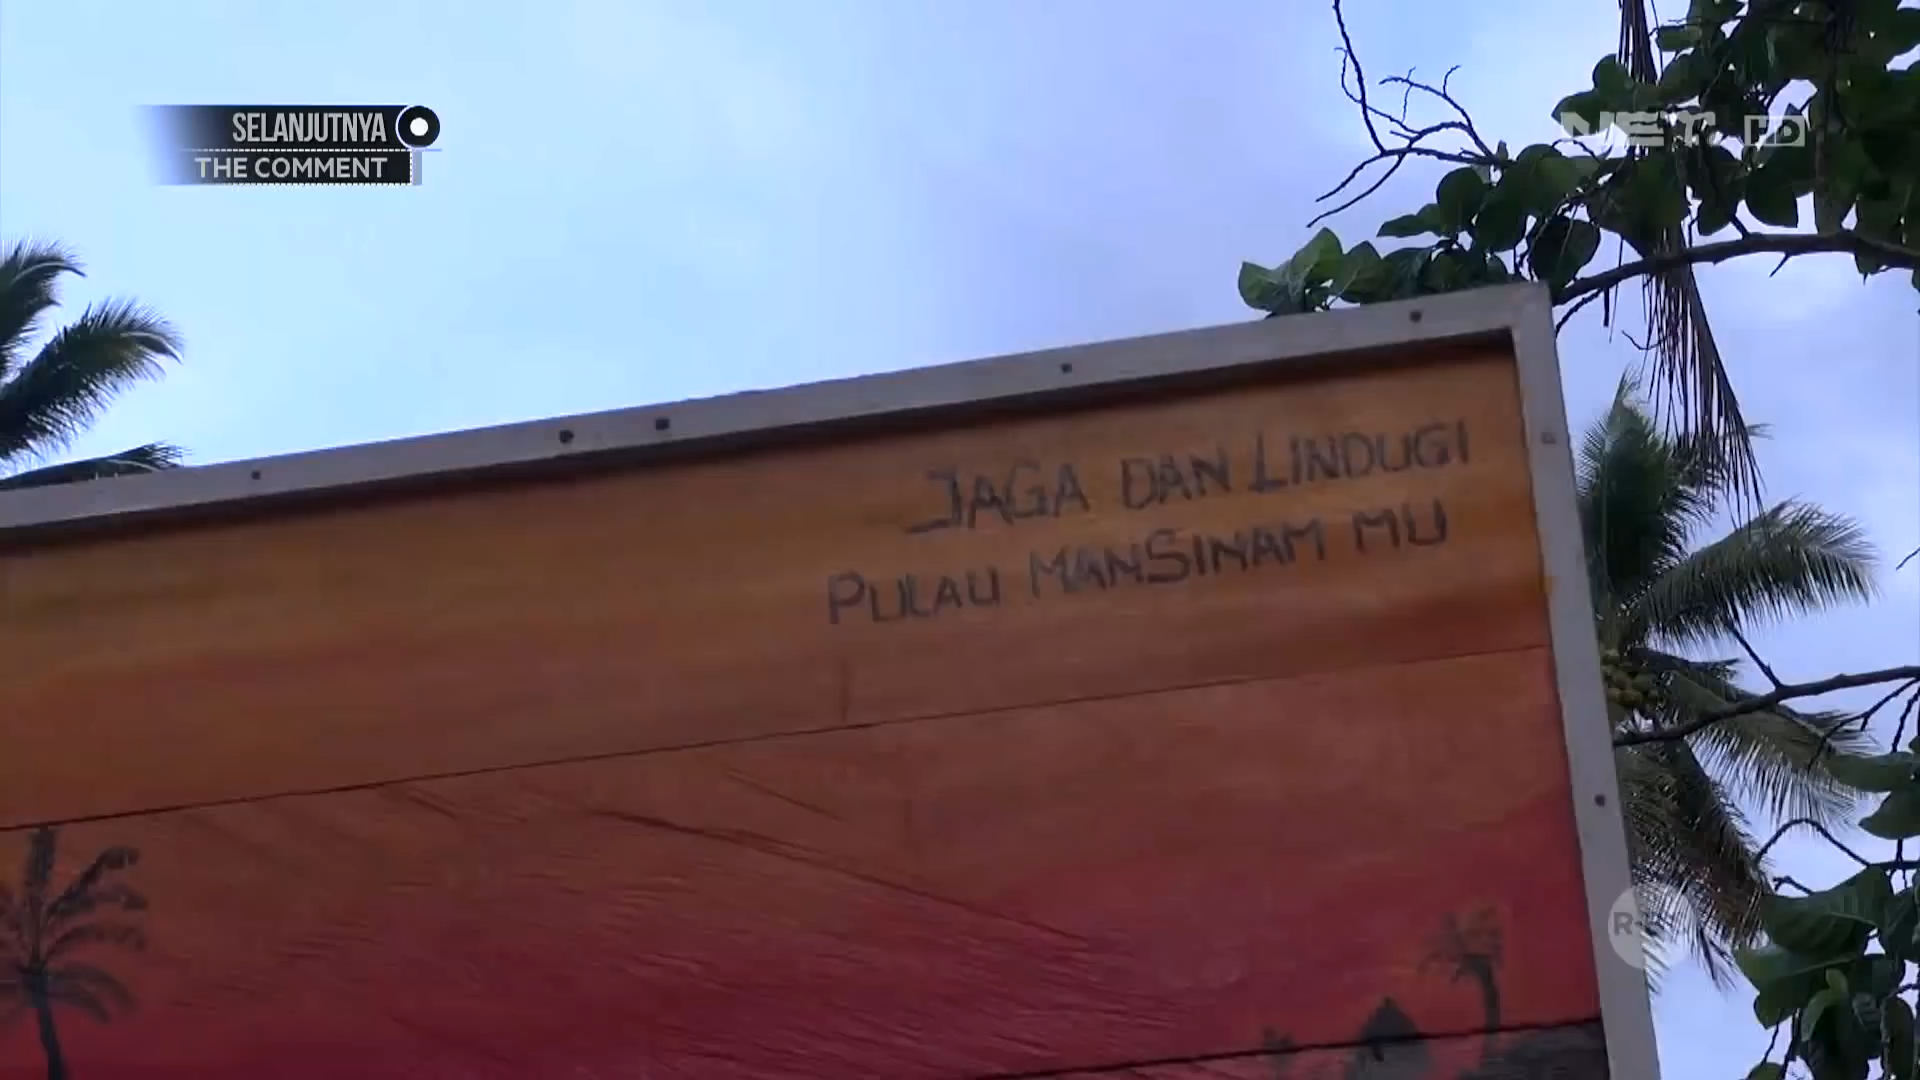 SELANJUTNYA
THE COMMENT
NET. HD
JAGA DAN LINDUGI
PULAU MANSINAM MU